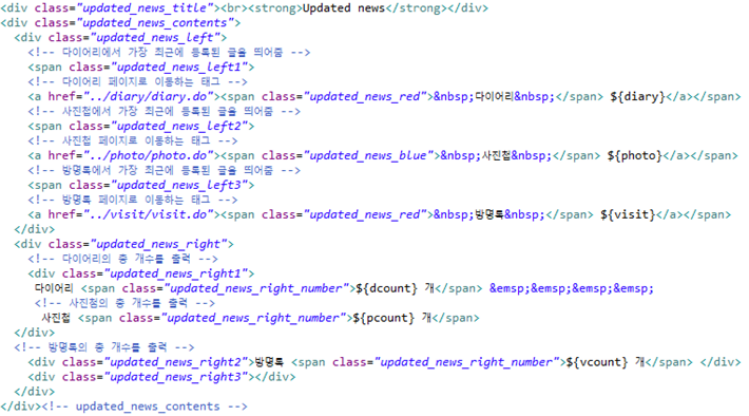 <div class="updated_news_title"><br><strong>Updated news</strong></div>
<div class="updated_news_contents">
<div class="updated_news_left">
<!-- 다이어리에서 가장 최근에 등록된 글을 띄어줌 -->
<span class="updated_news_left1">
<!-- 다이어리 페이지로 이동하는 태그 -->
<a href="../diary/diary.do"><span class="updated_news_red">&nbsp;다이어리&nbsp;</span> ${diary}</a></span>
<!-- 사진첩에서 가장 최근에 등록된 글을 띄어줌 -->
<span class="updated_news_left2">
<!-- 사진첩 페이지로 이동하는 태그 -->
<a href="../photo/photo.do"><span class="updated_news_blue">&nbsp;사진첩&nbsp;</span> ${photo}</a></span>
<!-- 방명록에서 가장 최근에 등록된 글을 띄어줌 -->
<span class="updated_news_left3">
<!-- 방명록 페이지로 이동하는 태그 -->
<a href="../visit/visit.do"><span class="updated_news_red">&nbsp;방명록&nbsp;</span> ${visit}</a></span>
</div>
<div class="updated_news_right">
<!-- 다이어리의 총 개수를 출력 -->
<div class="updated_news_right1">
다이어리 <span class="updated_news_right_number">${dcount} 개</span> &emsp;&emsp;&emsp;&emsp;
<!-- 사진첩의 총 개수를 출력 -->
사진첩 <span class="updated_news_right_number">${pcount} 개</span>
</div>
<!-- 방명록의 총 개수를 출력 -->
<div class="updated_news_right2">방명록 <span class="updated_news_right_number">${vcount} 개</span> </div>
<div class="updated_news_right3"></div>
</div>
</div><!-- updated_news_contents -->